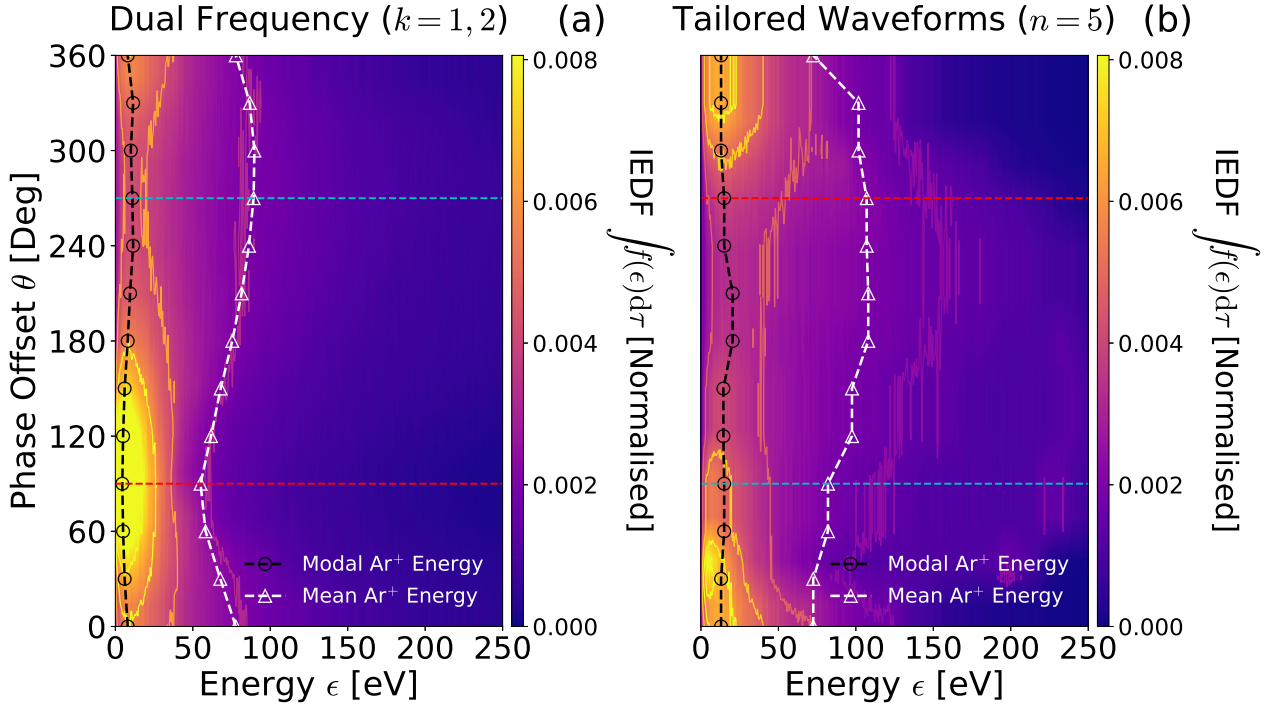 Dual Frequency (k = 1, 2) (a)
Phase Offset θ [Deg]
360
300
240
180
120
60
0
0 50 100 150 200 250
Energy ϵ [eV]
Modal Ar⁺ Energy
Mean Ar⁺ Energy
0.008
0.006
0.004
0.002
0.000
IEDF ∫f(ϵ)dτ [Normalised]
Tailored Waveforms (n = 5) (b)
0 50 100 150 200 250
Energy ϵ [eV]
Modal Ar⁺ Energy
Mean Ar⁺ Energy
0.008
0.006
0.004
0.002
0.000
IEDF ∫f(ϵ)dτ [Normalised]